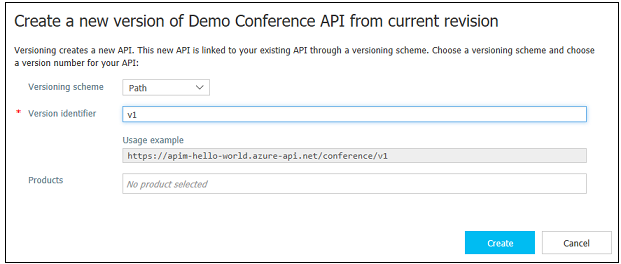 Create a new version of Demo Conference API from current revision
Versioning creates a new API. This new API is linked to your existing API through a versioning scheme. Choose a versioning scheme and choose
a version number for your API:
Versioning scheme
Path
* Version identifier
v1
Usage example
https://apim-hello-world.azure-api.net/conference/v1
Products
No product selected
Create
Cancel